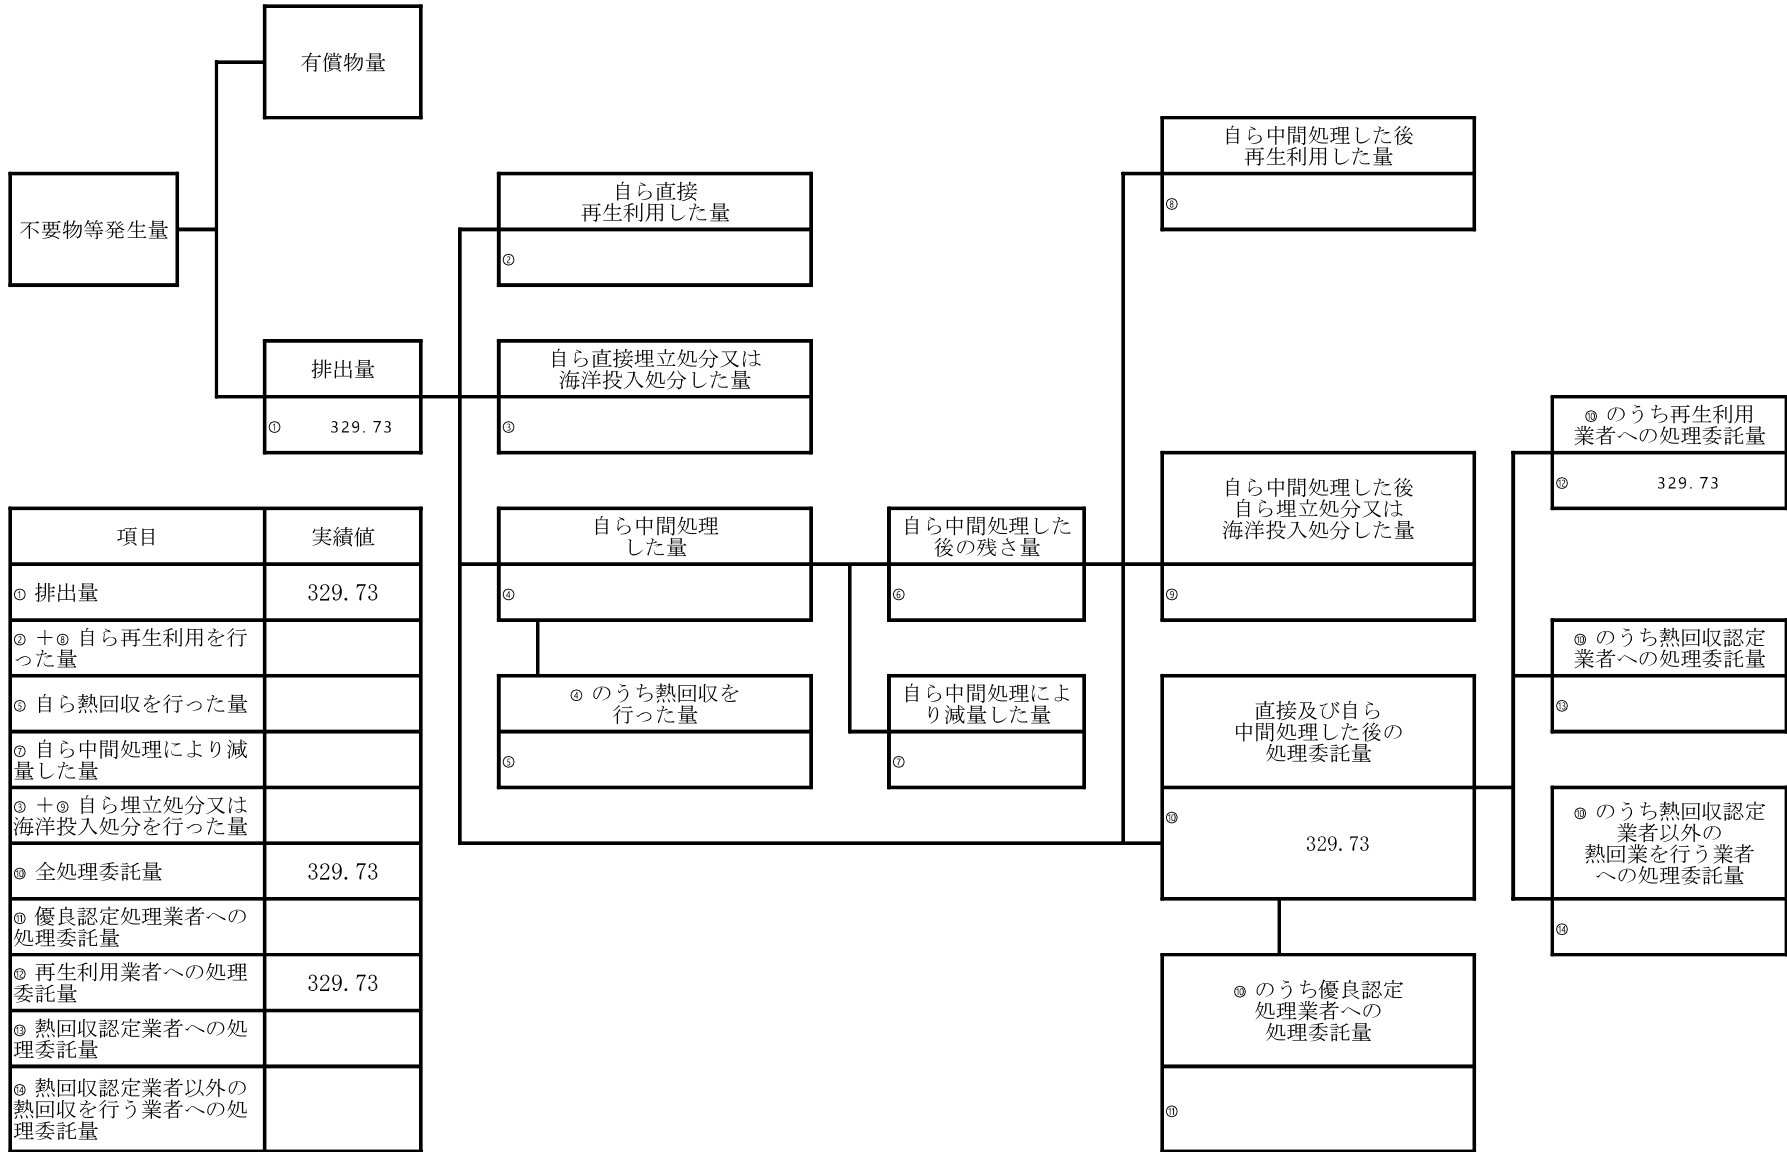 有償物量
不要物等発生量
排出量
① 329.73
自ら直接
再生利用した量
②
自ら直接埋立処分又は
海洋投入処分した量
③
自ら中間処理
した量
④
④ のうち熱回収を
行った量
⑤
自ら中間処理した
後の残さ量
⑥
自ら中間処理によ
り減量した量
⑦
自ら中間処理した後
再生利用した量
⑧
自ら中間処理した後
自ら埋立処分又は
海洋投入処分した量
⑨
直接及び自ら
中間処理した後の
処理委託量
⑩
329.73
⑩ のうち優良認定
処理業者への
処理委託量
⑪
⑩ のうち再生利用
業者への処理委託量
⑫ 329.73
⑩ のうち熱回収認定
業者への処理委託量
⑬
⑩ のうち熱回収認定
業者以外の
熱回業を行う業者
への処理委託量
⑭
項目 実績値
① 排出量 329.73
② +⑧ 自ら再生利用を行
った量
⑤ 自ら熱回収を行った量
⑦ 自ら中間処理により減
量した量
③ +⑨ 自ら埋立処分又は
海洋投入処分を行った量
⑩ 全処理委託量 329.73
⑪ 優良認定処理業者への
処理委託量
⑫ 再生利用業者への処理
委託量 329.73
⑬ 熱回収認定業者への処
理委託量
⑭ 熱回収認定業者以外の
熱回収を行う業者への処
理委託量